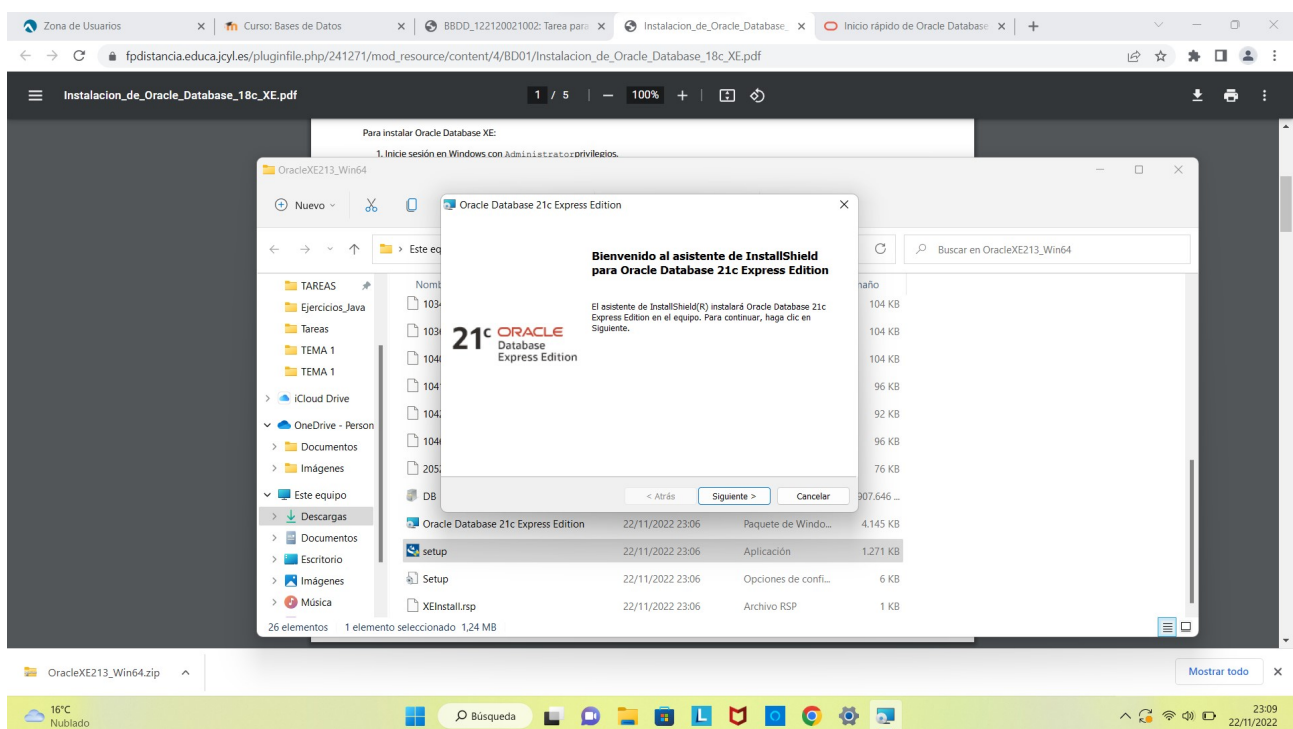 Zona de Usuarios
Curso: Bases de Datos
BBDD_122120021002: Tarea para
Instalacion_de_Oracle_Database_
Inicio rápido de Oracle Database
fpdistancia.educa.jcyl.es/pluginfile.php/241271/mod_resource/content/4/BD01/Instalacion_de_Oracle_Database_18c_XE.pdf
Instalacion_de_Oracle_Database_18c_XE.pdf
1 / 5 | — 100% +
Para instalar Oracle Database XE:
1. Inicie sesión en Windows con Administratorprivilegios.
OracleXE213_Win64
Nuevo
Oracle Database 21c Express Edition
Este eq
Buscar en OracleXE213_Win64
Bienvenido al asistente de InstallShield
para Oracle Database 21c Express Edition
El asistente de InstallShield(R) instalará Oracle Database 21c
Express Edition en el equipo. Para continuar, haga clic en
Siguiente.
21c ORACLE
Database
Express Edition
< Atrás
Siguiente >
Cancelar
TAREAS
Ejercicios_Java
Tareas
TEMA 1
TEMA 1
iCloud Drive
OneDrive - Person
Documentos
Imágenes
Este equipo
Descargas
Documentos
Escritorio
Imágenes
Música
Nomb
maño
103 104 KB
103 104 KB
104 104 KB
104 96 KB
104 92 KB
104 96 KB
205 76 KB
DB 907.646 ...
Oracle Database 21c Express Edition 22/11/2022 23:06 Paquete de Windo... 4.145 KB
setup 22/11/2022 23:06 Aplicación 1.271 KB
Setup 22/11/2022 23:06 Opciones de confi... 6 KB
XEInstall.rsp 22/11/2022 23:06 Archivo RSP 1 KB
26 elementos 1 elemento seleccionado 1,24 MB
OracleXE213_Win64.zip
Mostrar todo
16°C
Nublado
Búsqueda
23:09
22/11/2022